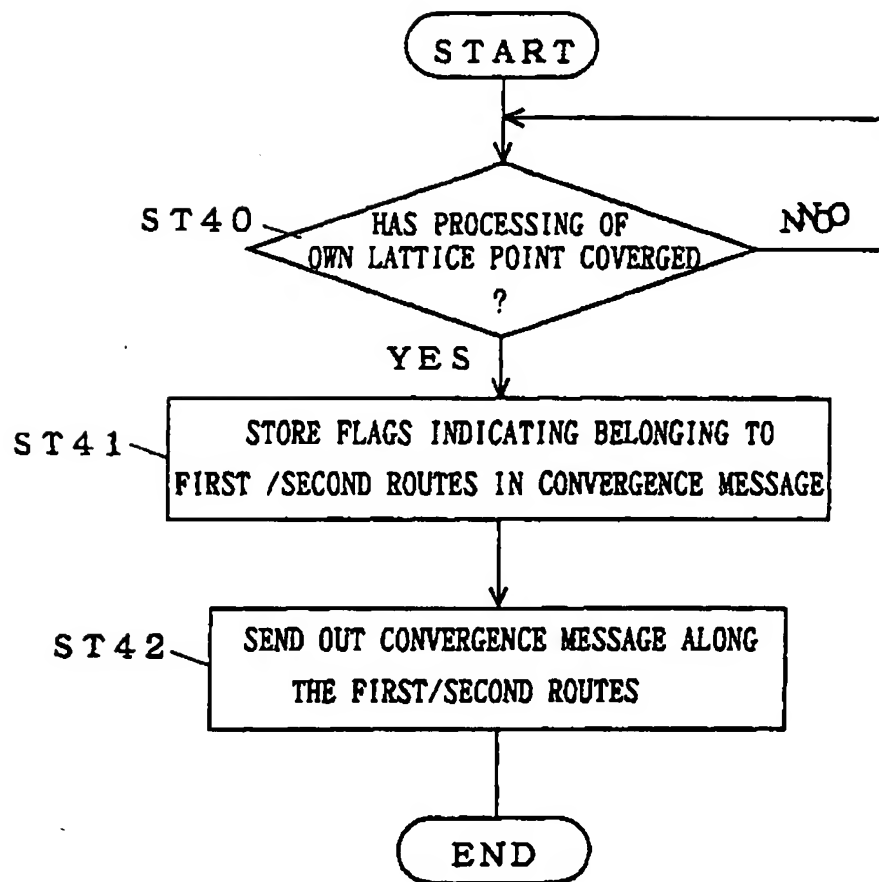 START
ST40
HAS PROCESSING OF
OWN LATTICE POINT COVERGED
?
NO
YES
ST41
STORE FLAGS INDICATING BELONGING TO
FIRST /SECOND ROUTES IN CONVERGENCE MESSAGE
ST42
SEND OUT CONVERGENCE MESSAGE ALONG
THE FIRST/SECOND ROUTES
END